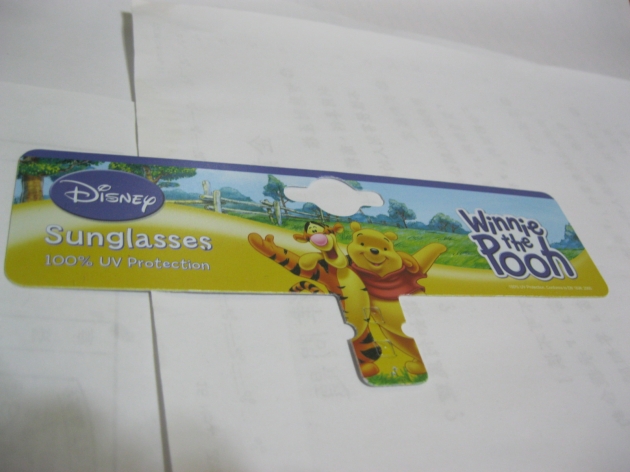 Disney
Sunglasses
100% UV Protection
Winnie
the
Pooh